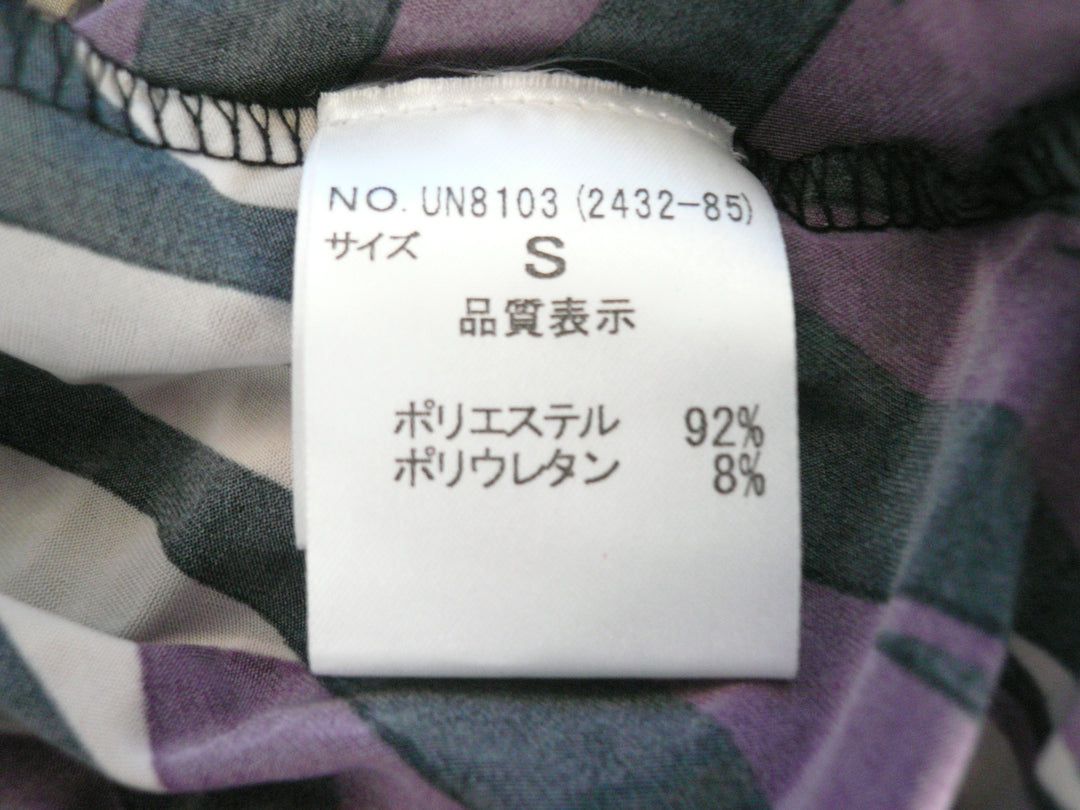 NO. UN8103 (2432-85)
サイズ S
品質表示
ポリエステル 92%
ポリウレタン 8%